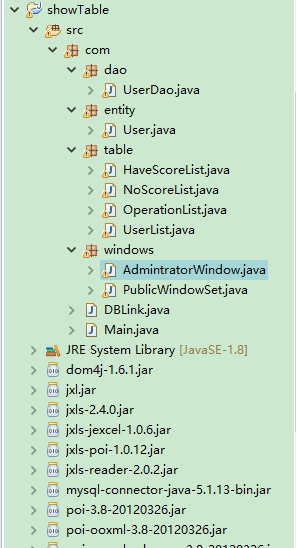 showTable
src
com
dao
UserDao.java
entity
User.java
table
HaveScoreList.java
NoScoreList.java
OperationList.java
UserList.java
windows
AdmintratorWindow.java
PublicWindowSet.java
DBLink.java
Main.java
JRE System Library [JavaSE-1.8]
dom4j-1.6.1.jar
jxl.jar
jxls-2.4.0.jar
jxls-jexcel-1.0.6.jar
jxls-poi-1.0.12.jar
jxls-reader-2.0.2.jar
mysql-connector-java-5.1.13-bin.jar
poi-3.8-20120326.jar
poi-ooxml-3.8-20120326.jar